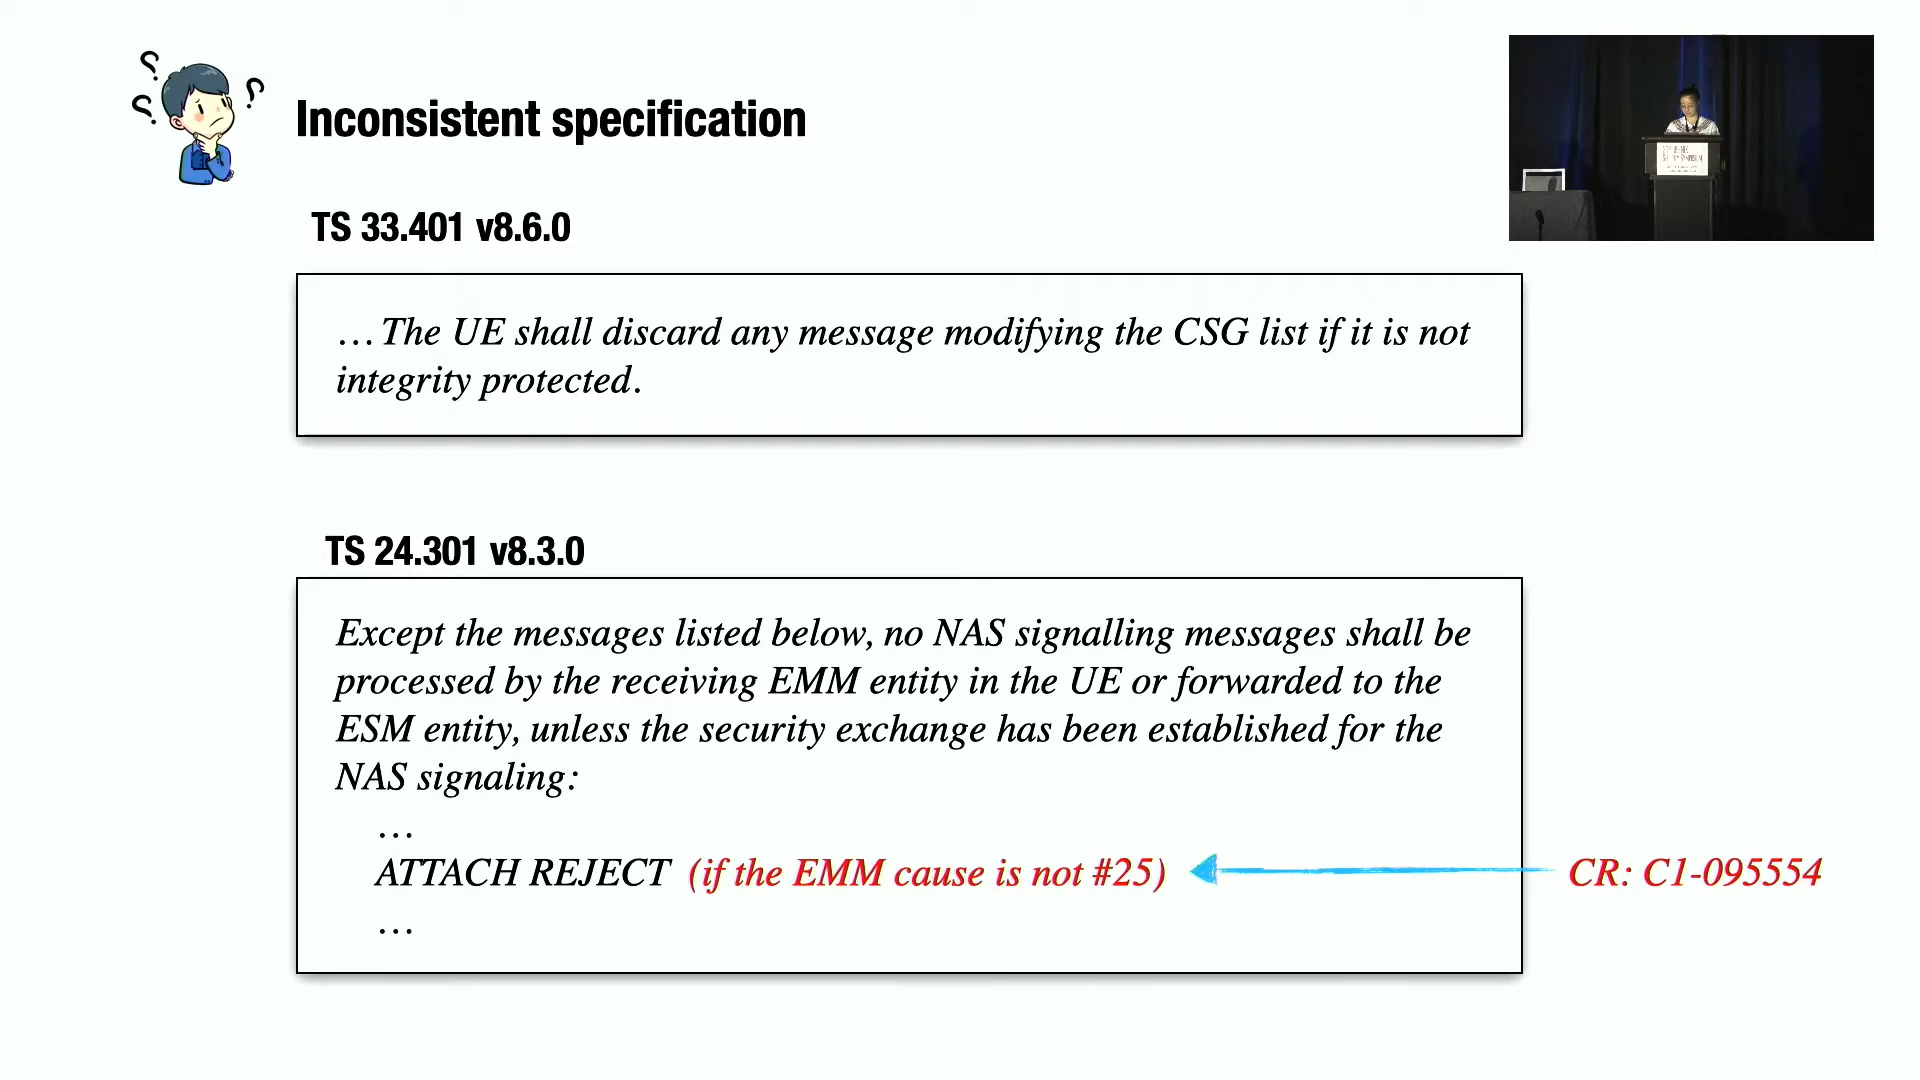 Inconsistent specification
TS 33.401 v8.6.0
…The UE shall discard any message modifying the CSG list if it is not
integrity protected.
TS 24.301 v8.3.0
Except the messages listed below, no NAS signalling messages shall be
processed by the receiving EMM entity in the UE or forwarded to the
ESM entity, unless the security exchange has been established for the
NAS signaling:
…
ATTACH REJECT (if the EMM cause is not #25)
CR: C1-095554
…